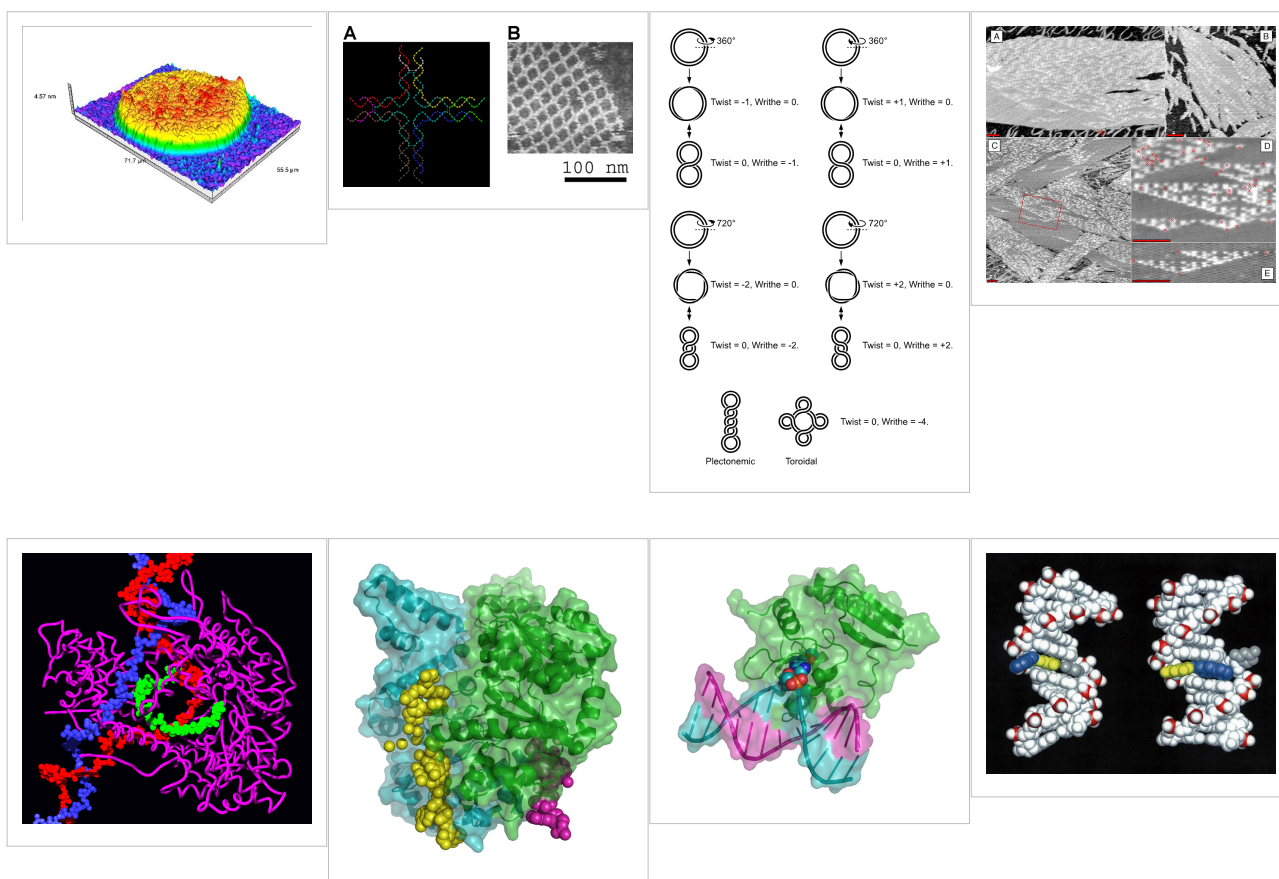 4.57 nm
71.7 µm
55.5 µm
A
B
100 nm
360°
360°
Twist = -1, Writhe = 0.
Twist = +1, Writhe = 0.
Twist = 0, Writhe = -1.
Twist = 0, Writhe = +1.
720°
720°
Twist = -2, Writhe = 0.
Twist = +2, Writhe = 0.
Twist = 0, Writhe = -2.
Twist = 0, Writhe = +2.
Twist = 0, Writhe = -4.
Plectonemic
Toroidal
A
B
C
D
E